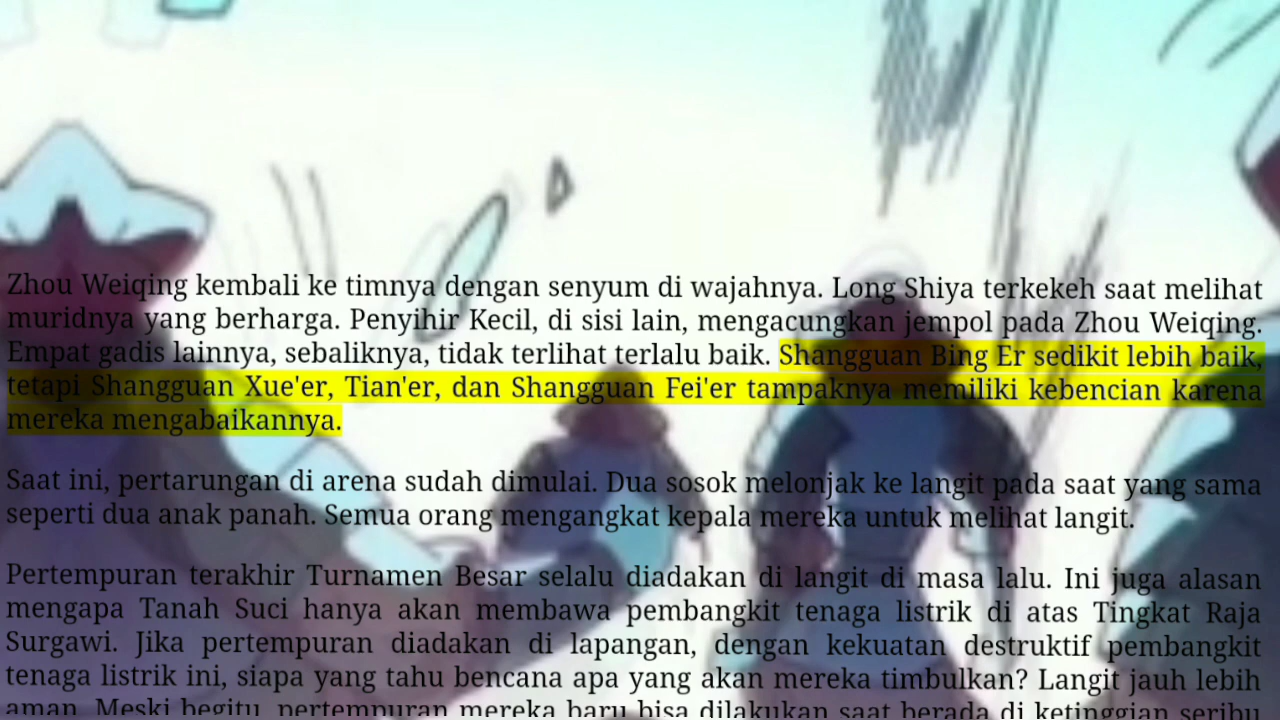 Zhou Weiqing kembali ke timnya dengan senyum di wajahnya. Long Shiya terkekeh saat melihat
muridnya yang berharga. Penyihir Kecil, di sisi lain, mengacungkan jempol pada Zhou Weiqing.
Empat gadis lainnya, sebaliknya, tidak terlihat terlalu baik. Shangguan Bing Er sedikit lebih baik,
tetapi Shangguan Xue'er, Tian'er, dan Shangguan Fei'er tampaknya memiliki kebencian karena
mereka mengabaikannya.
Saat ini, pertarungan di arena sudah dimulai. Dua sosok melonjak ke langit pada saat yang sama
seperti dua anak panah. Semua orang mengangkat kepala mereka untuk melihat langit.
Pertempuran terakhir Turnamen Besar selalu diadakan di langit di masa lalu. Ini juga alasan
mengapa Tanah Suci hanya akan membawa pembangkit tenaga listrik di atas Tingkat Raja
Surgawi. Jika pertempuran diadakan di lapangan, dengan kekuatan destruktif pembangkit
tenaga listrik ini, siapa yang tahu bencana apa yang akan mereka timbulkan? Langit jauh lebih
aman. Meski begitu, pertempuran mereka baru bisa dilakukan saat berada di ketinggian seribu